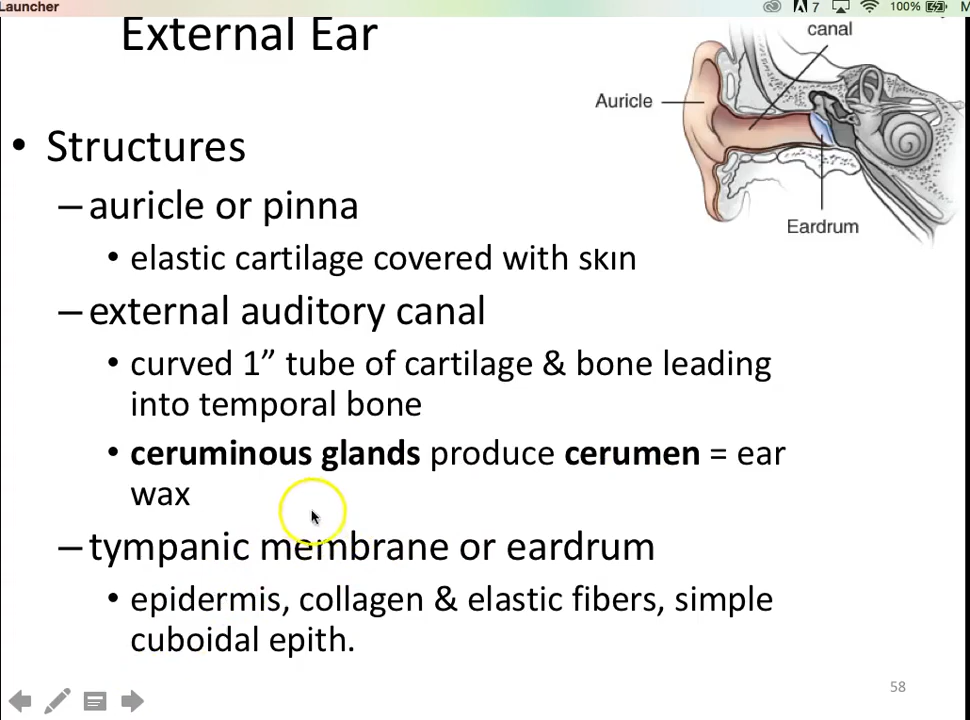 Launcher
7
100%
External Ear
canal
Auricle
Eardrum
• Structures
– auricle or pinna
• elastic cartilage covered with skin
– external auditory canal
• curved 1” tube of cartilage & bone leading
into temporal bone
• ceruminous glands produce cerumen = ear
wax
– tympanic membrane or eardrum
• epidermis, collagen & elastic fibers, simple
cuboidal epith.
58